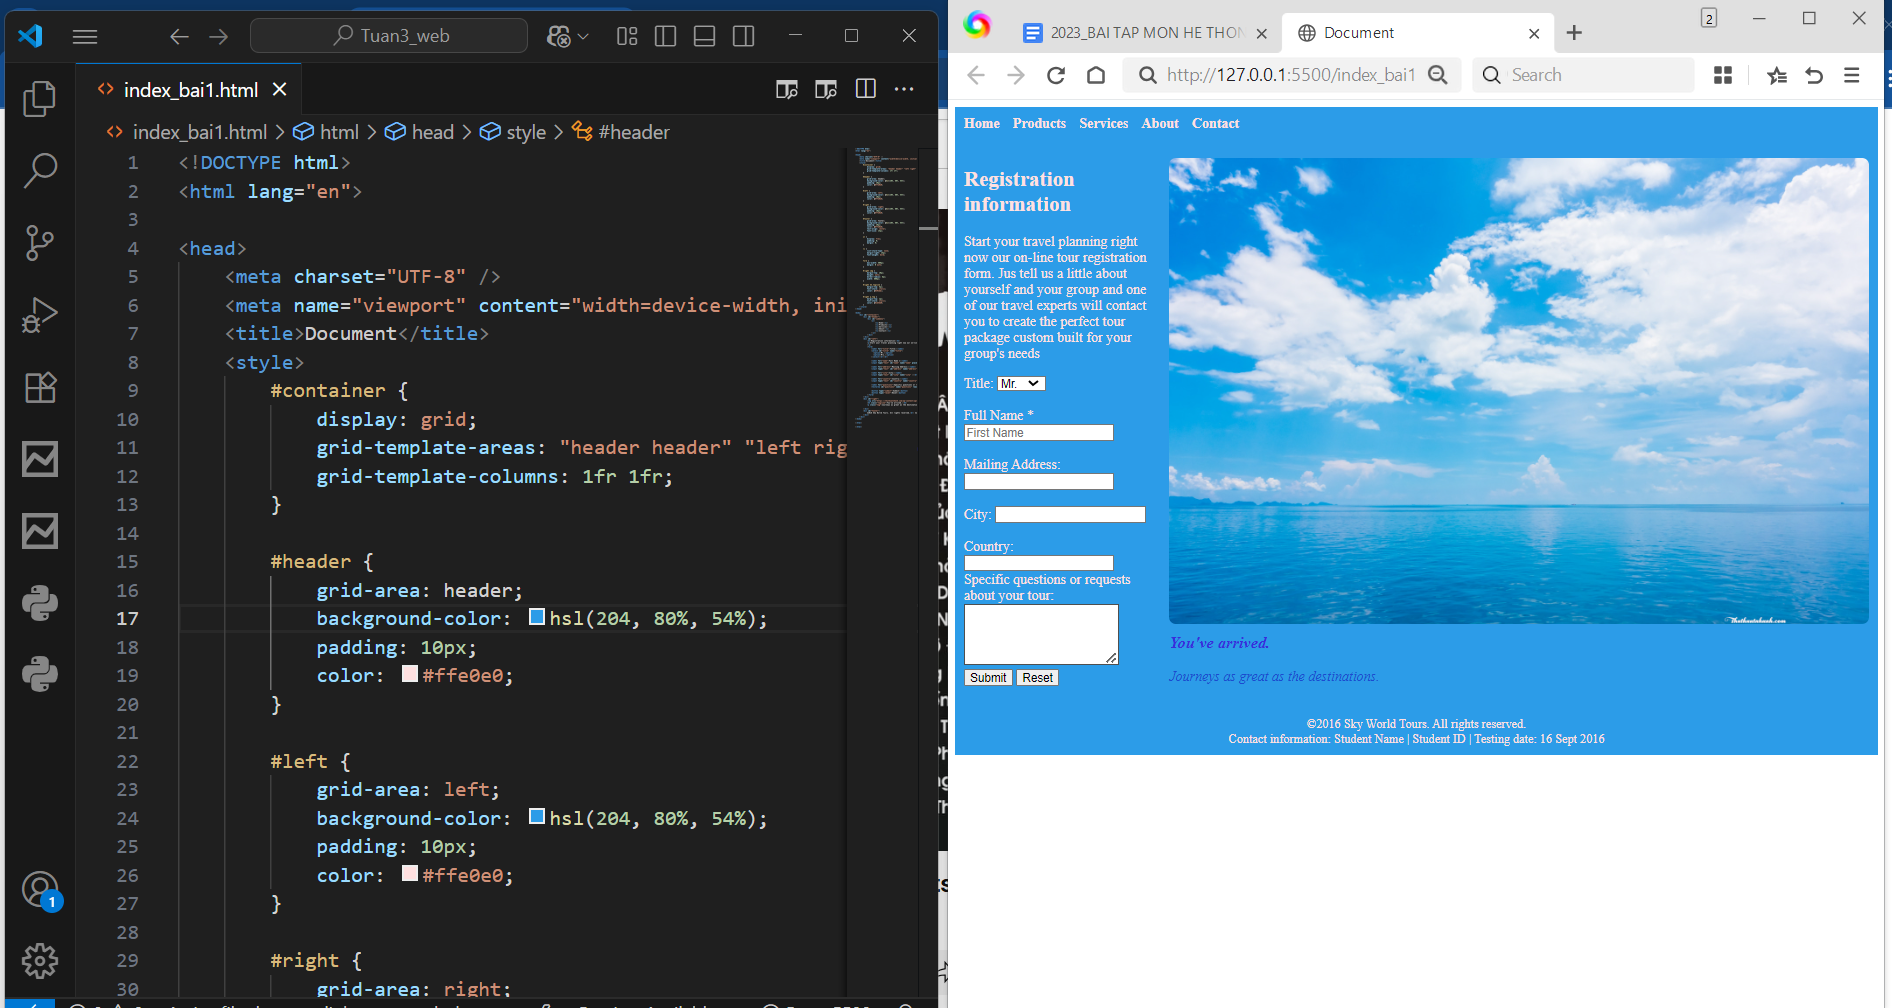 Tuan3_web
index_bai1.html
index_bai1.html > html > head > style > #header
1 <!DOCTYPE html>
2 <html lang="en">
3
4 <head>
5 <meta charset="UTF-8" />
6 <meta name="viewport" content="width=device-width, ini
7 <title>Document</title>
8 <style>
9 #container {
10 display: grid;
11 grid-template-areas: "header header" "left rig
12 grid-template-columns: 1fr 1fr;
13 }
14
15 #header {
16 grid-area: header;
17 background-color: hsl(204, 80%, 54%);
18 padding: 10px;
19 color: #ffe0e0;
20 }
21
22 #left {
23 grid-area: left;
24 background-color: hsl(204, 80%, 54%);
25 padding: 10px;
26 color: #ffe0e0;
27 }
28
29 #right {
30 grid-area: right;
1
2023_BAI TAP MON HE THON
Document
2
http://127.0.0.1:5500/index_bai1
Search
Home Products Services About Contact
Registration
information
Start your travel planning right
now our on-line tour registration
form. Jus tell us a little about
yourself and your group and one
of our travel experts will contact
you to create the perfect tour
package custom built for your
group's needs
Title: Mr.
Full Name *
First Name
Mailing Address:
City:
Country:
Specific questions or requests
about your tour:
Submit Reset
You've arrived.
Journeys as great as the destinations.
©2016 Sky World Tours. All rights reserved.
Contact information: Student Name | Student ID | Testing date: 16 Sept 2016